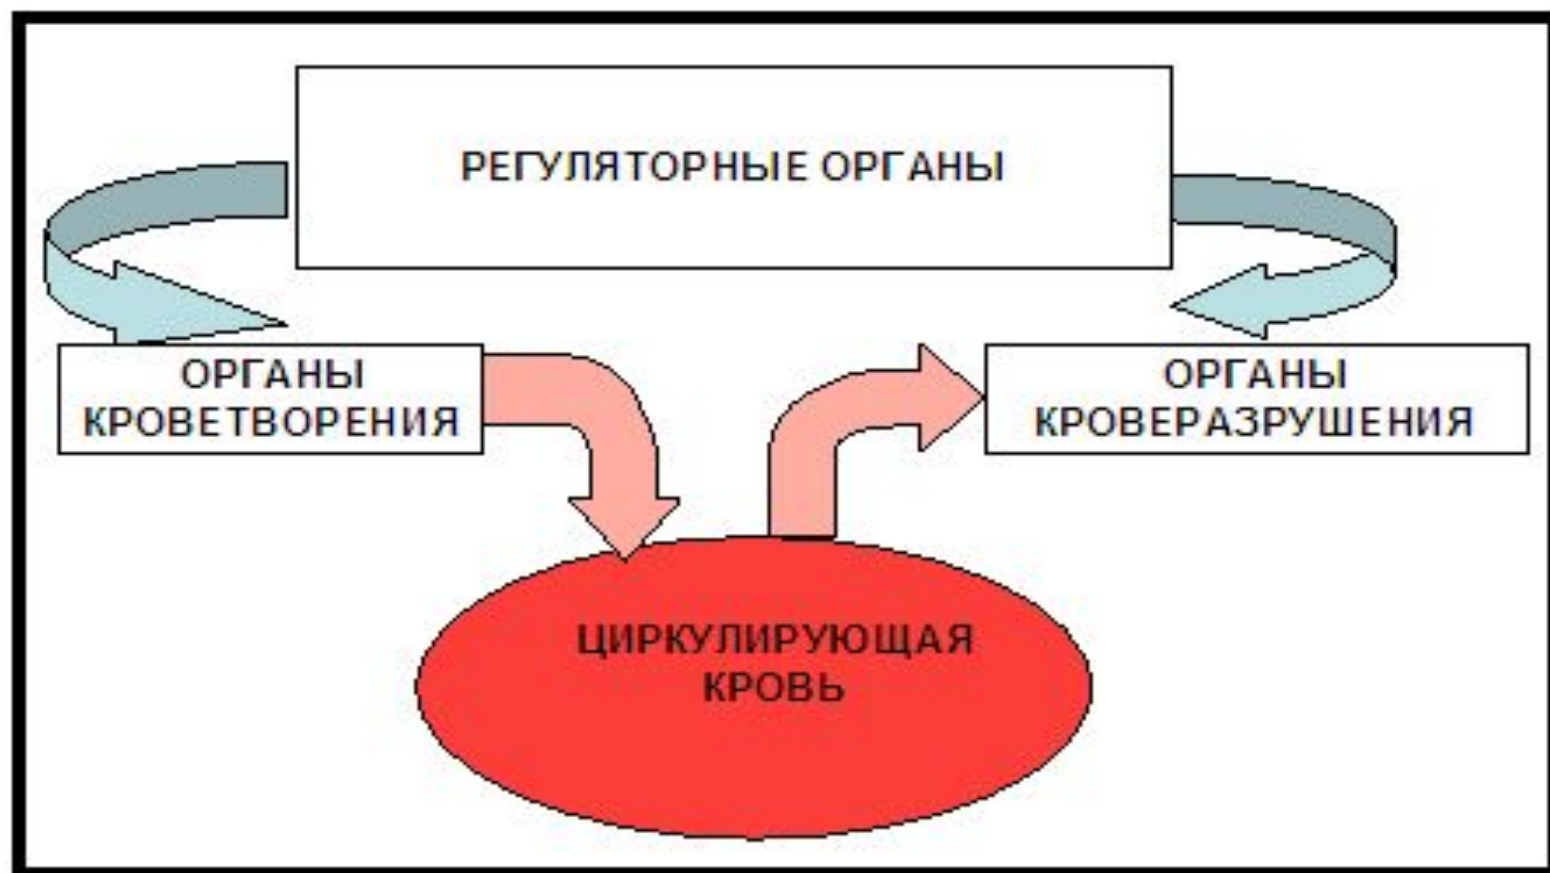 РЕГУЛЯТОРНЫЕ ОРГАНЫ
ОРГАНЫ
КРОВЕТВОРЕНИЯ
ОРГАНЫ
КРОВЕРАЗРУШЕНИЯ
ЦИРКУЛИРУЮЩАЯ
КРОВЬ